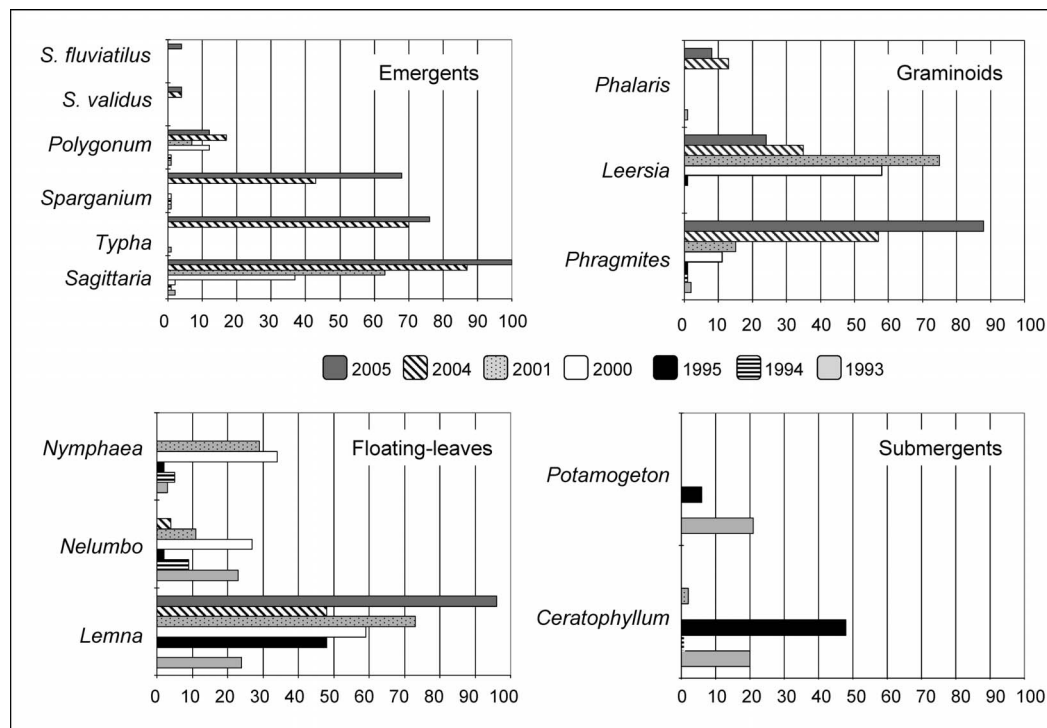 Emergents
S. fluviatilus
S. validus
Polygonum
Sparganium
Typha
Sagittaria
0 10 20 30 40 50 60 70 80 90 100
Graminoids
Phalaris
Leersia
Phragmites
0 10 20 30 40 50 60 70 80 90 100
2005 2004 2001 2000 1995 1994 1993
Floating-leaves
Nymphaea
Nelumbo
Lemna
0 10 20 30 40 50 60 70 80 90 100
Submergents
Potamogeton
Ceratophyllum
0 10 20 30 40 50 60 70 80 90 100